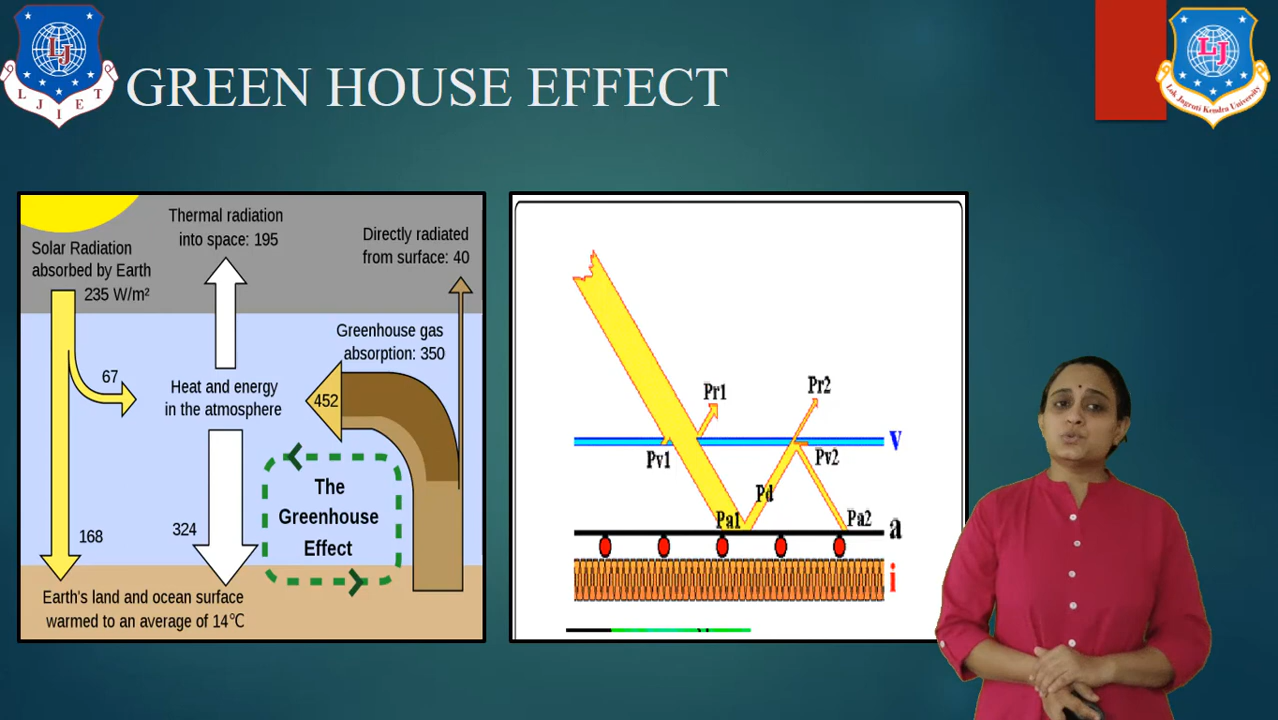 LJ
L J I E T
GREEN HOUSE EFFECT
LJ
Lok Jagruti Kendra University
Thermal radiation
into space: 195
Directly radiated
from surface: 40
Solar Radiation
absorbed by Earth
235 W/m²
Greenhouse gas
absorption: 350
67
Heat and energy
in the atmosphere
452
The
Greenhouse
Effect
324
168
Earth's land and ocean surface
warmed to an average of 14℃
Pr1
Pr2
v
Pv1
Pv2
Pd
Pa1
Pa2
a
i